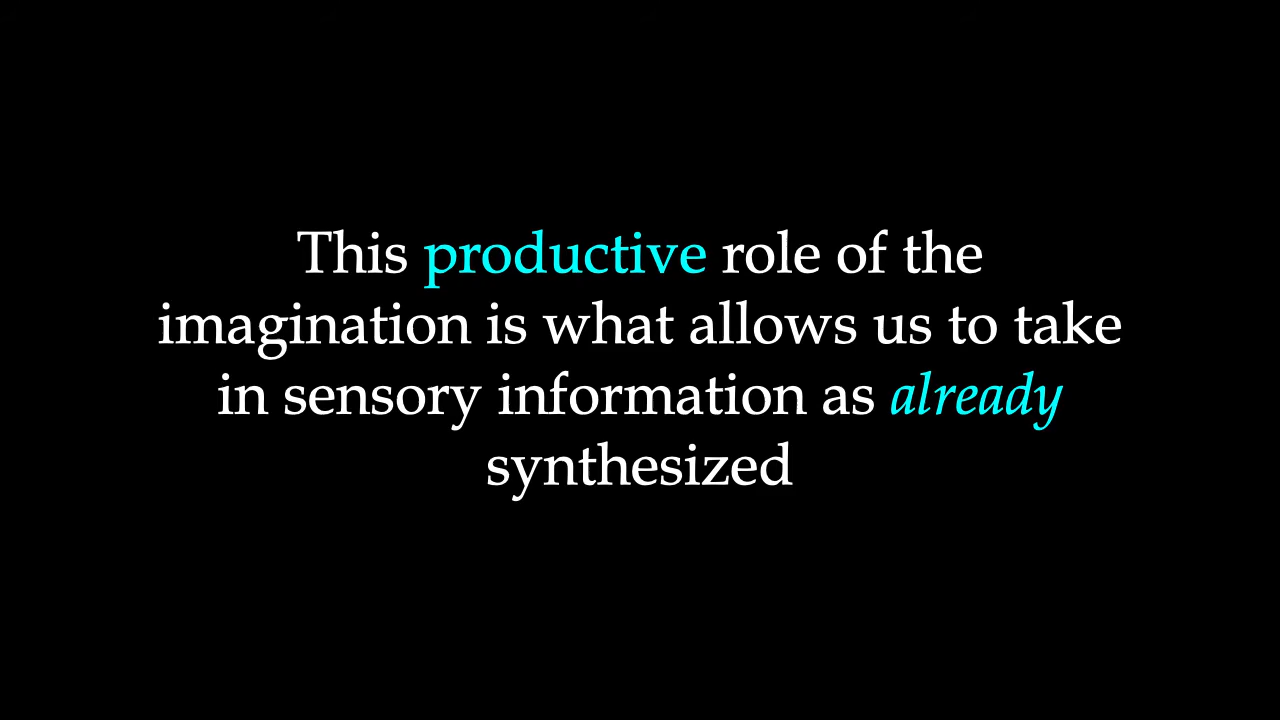 This productive role of the
imagination is what allows us to take
in sensory information as already
synthesized